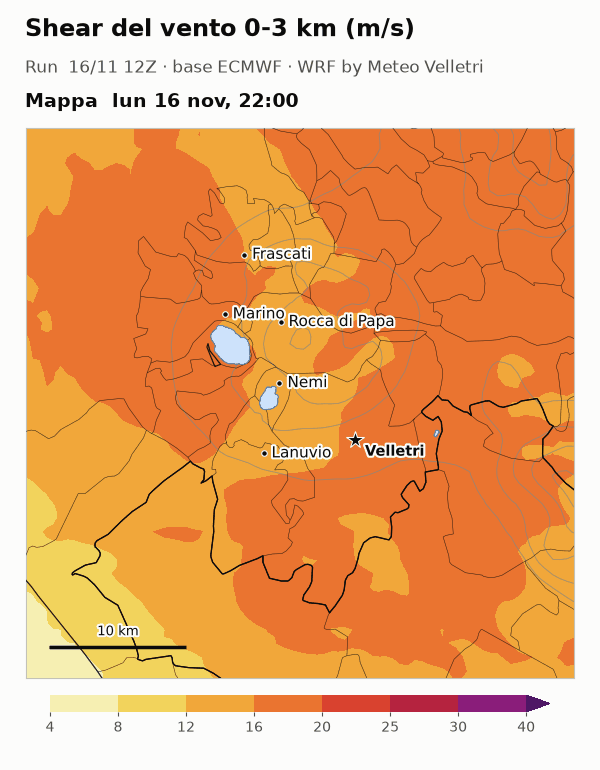 Shear del vento 0-3 km (m/s)
Run  16/11 12Z · base ECMWF · WRF by Meteo Velletri
Mappa  lun 16 nov, 22:00
Frascati
Marino
Rocca di Papa
Nemi
Velletri
Lanuvio
10 km
4 8 12 16 20 25 30 40